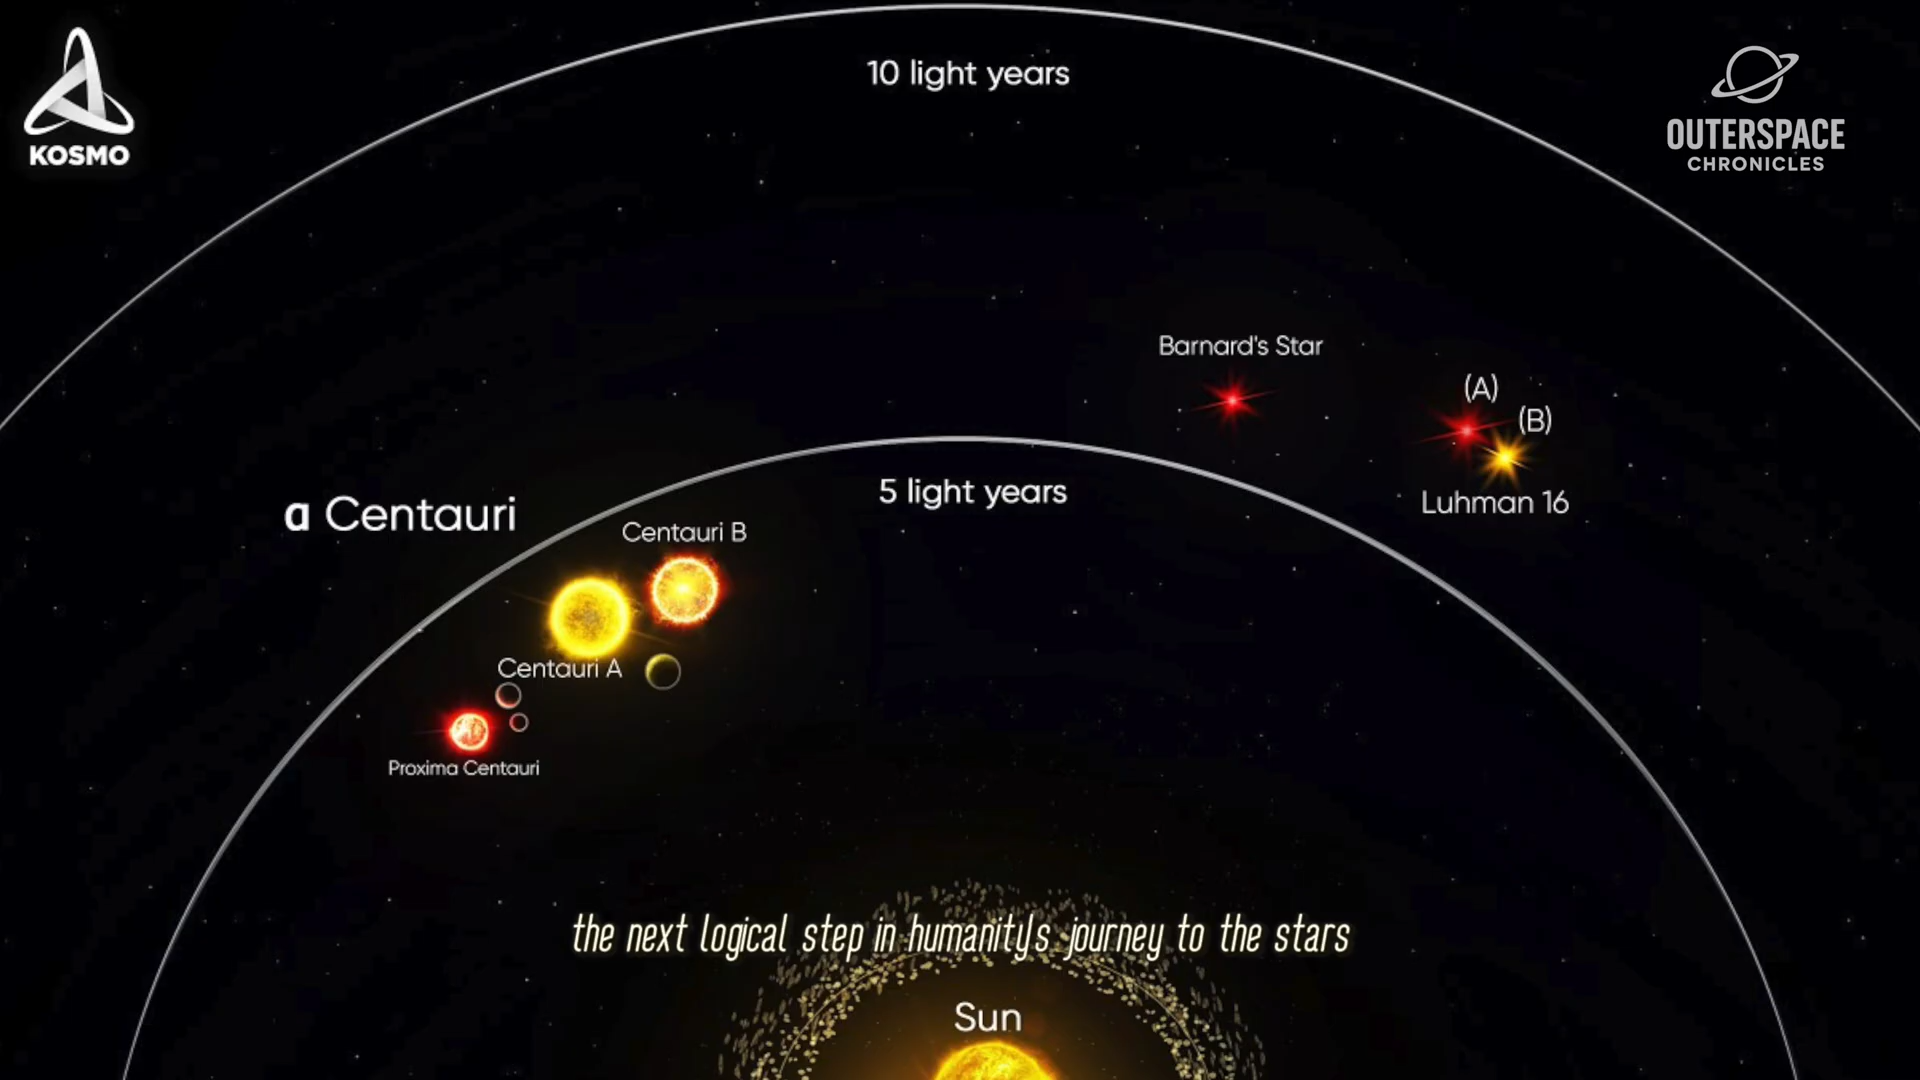 10 light years
KOSMO
OUTERSPACE
CHRONICLES
Barnard's Star
(A)
(B)
Luhman 16
5 light years
α Centauri
Centauri B
Centauri A
Proxima Centauri
the next logical step in humanity's journey to the stars
Sun